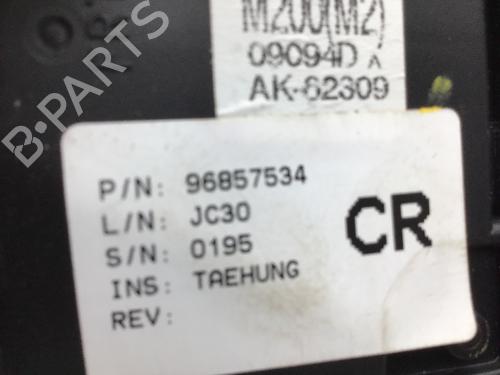 M200(M2)
09094D A
AK-62309
P/N: 96857534
L/N: JC30
S/N: 0195
INS: TAEHUNG
REV:
CR
B-PARTS